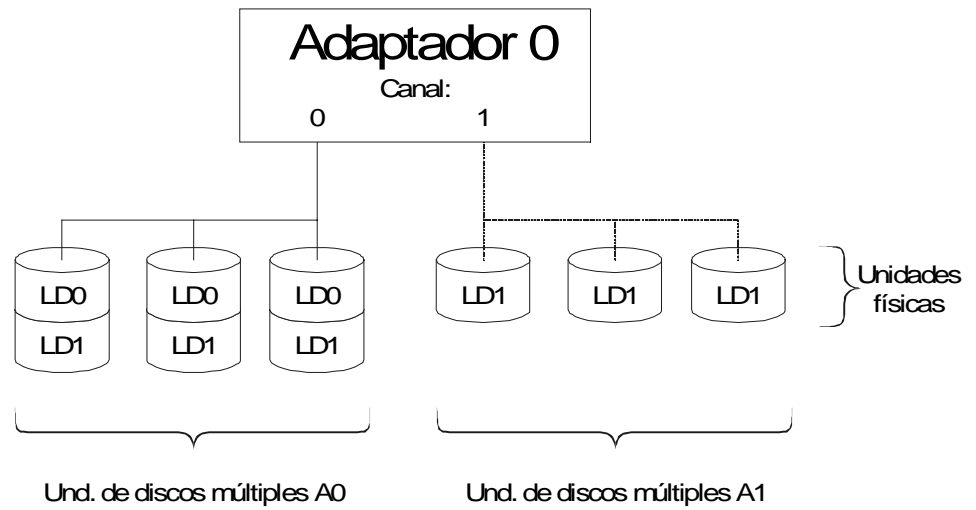 Adaptador 0
Canal:
0 1
LD0 LD0 LD0 LD1 LD1 LD1
LD1 LD1 LD1
Unidades
físicas
Und. de discos múltiples A0 Und. de discos múltiples A1